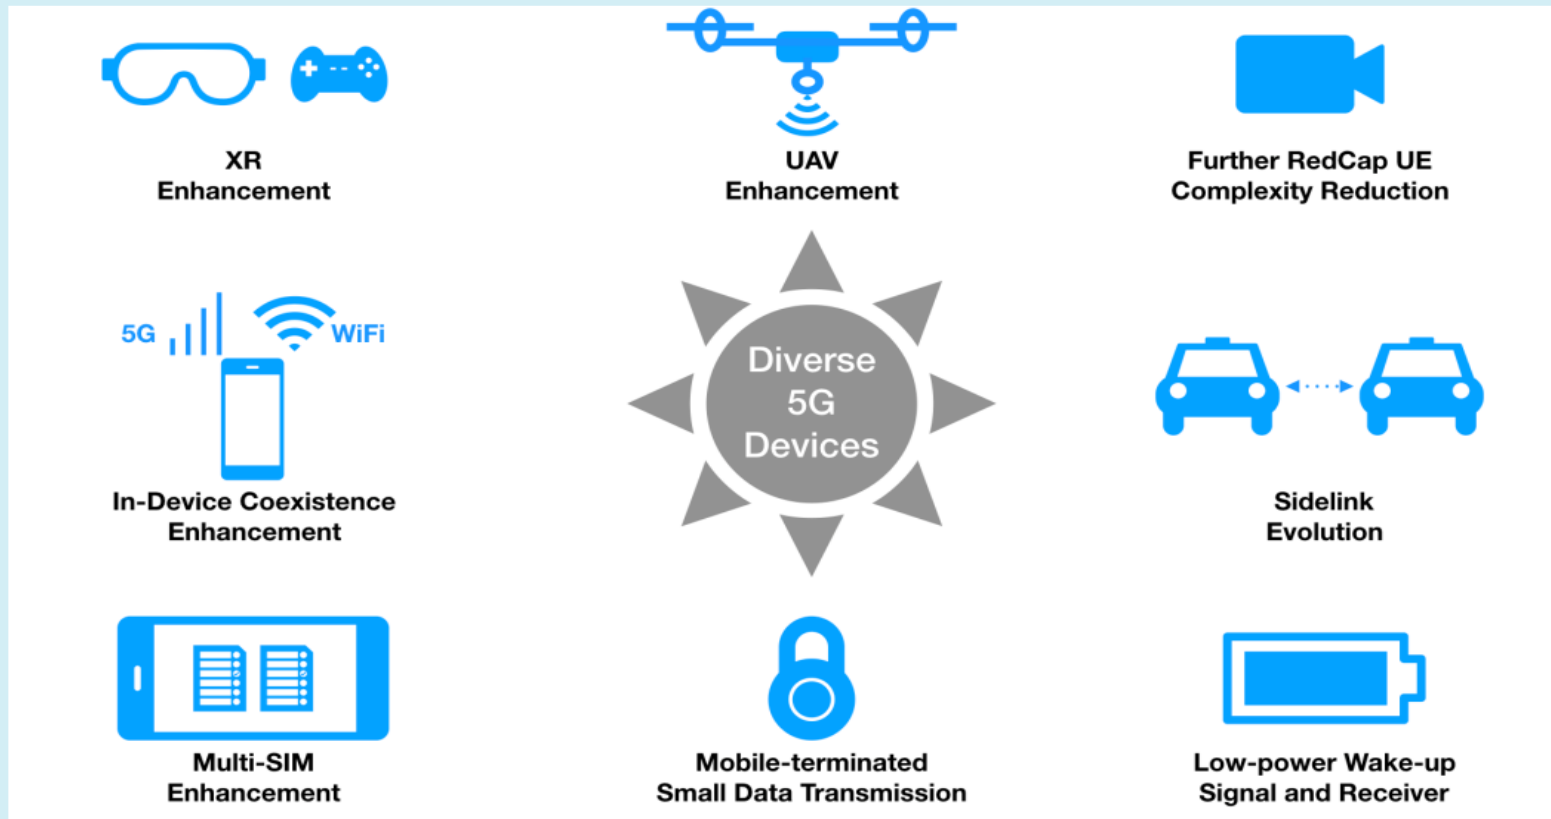 XR
Enhancement
UAV
Enhancement
Further RedCap UE
Complexity Reduction
5G
WiFi
In-Device Coexistence
Enhancement
Diverse
5G
Devices
Sidelink
Evolution
Multi-SIM
Enhancement
Mobile-terminated
Small Data Transmission
Low-power Wake-up
Signal and Receiver